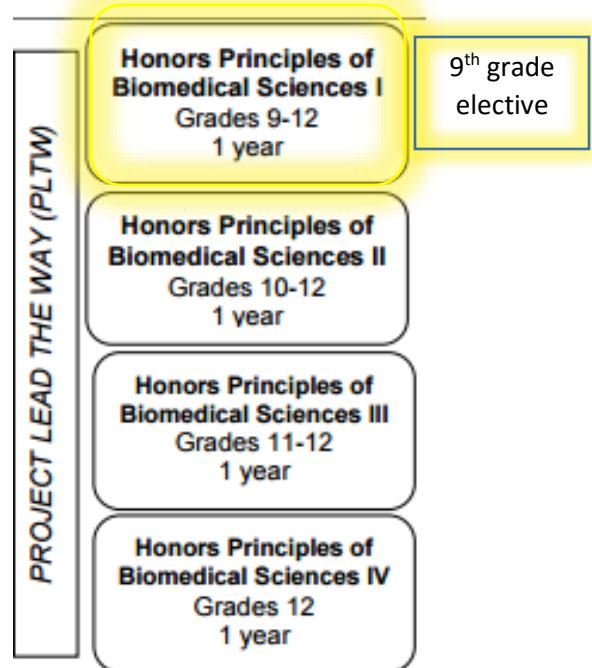 PROJECT LEAD THE WAY (PLTW)
Honors Principles of
Biomedical Sciences I
Grades 9-12
1 year
9th grade
elective
Honors Principles of
Biomedical Sciences II
Grades 10-12
1 year
Honors Principles of
Biomedical Sciences III
Grades 11-12
1 year
Honors Principles of
Biomedical Sciences IV
Grades 12
1 year